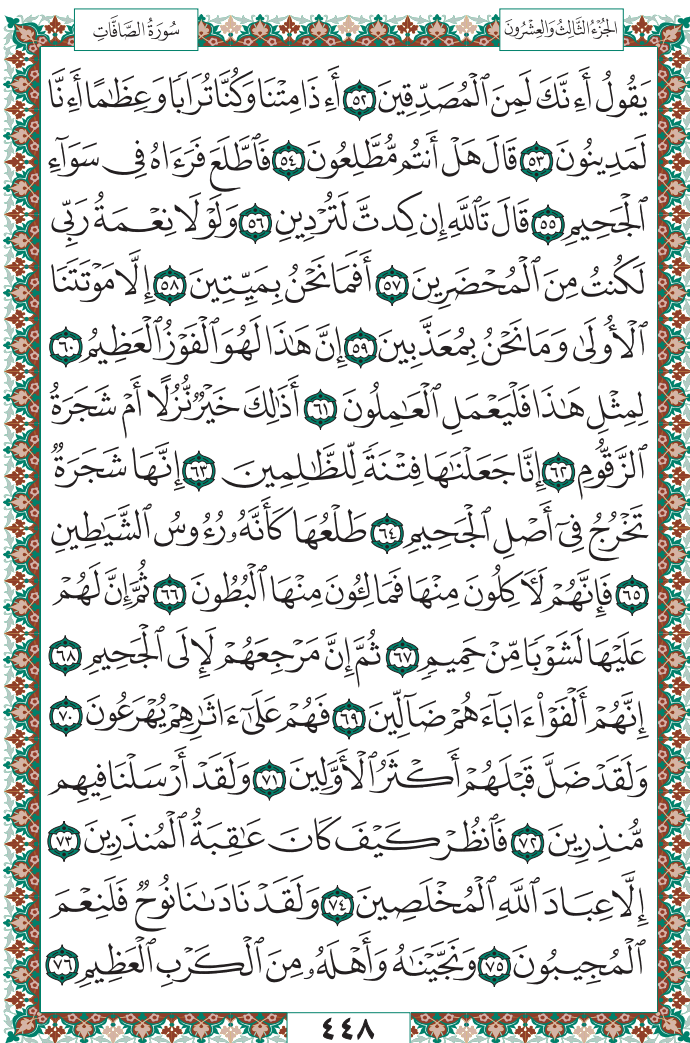 الجُزْءُ الثَّالِثُ وَالعِشْرُونَ
سُورَةُ الصَّافَّاتِ
يَقُولُ أَءِنَّكَ لَمِنَ ٱلْمُصَدِّقِينَ ٥٢ أَءِذَا مِتْنَا وَكُنَّا تُرَابًا وَعِظَٰمًا أَءِنَّا
لَمَدِينُونَ ٥٣ قَالَ هَلْ أَنتُم مُّطَّلِعُونَ ٥٤ فَٱطَّلَعَ فَرَءَاهُ فِى سَوَآءِ
ٱلْجَحِيمِ ٥٥ قَالَ تَٱللَّهِ إِن كِدتَّ لَتُرْدِينِ ٥٦ وَلَوْلَا نِعْمَةُ رَبِّى
لَكُنتُ مِنَ ٱلْمُحْضَرِينَ ٥٧ أَفَمَا نَحْنُ بِمَيِّتِينَ ٥٨ إِلَّا مَوْتَتَنَا
ٱلْأُولَىٰ وَمَا نَحْنُ بِمُعَذَّبِينَ ٥٩ إِنَّ هَٰذَا لَهُوَ ٱلْفَوْزُ ٱلْعَظِيمُ ٦٠
لِمِثْلِ هَٰذَا فَلْيَعْمَلِ ٱلْعَٰمِلُونَ ٦١ أَذَٰلِكَ خَيْرٌ نُّزُلًا أَمْ شَجَرَةُ
ٱلزَّقُّومِ ٦٢ إِنَّا جَعَلْنَٰهَا فِتْنَةً لِّلظَّٰلِمِينَ ٦٣ إِنَّهَا شَجَرَةٌ
تَخْرُجُ فِىٓ أَصْلِ ٱلْجَحِيمِ ٦٤ طَلْعُهَا كَأَنَّهُۥ رُءُوسُ ٱلشَّيَٰطِينِ
٦٥ فَإِنَّهُمْ لَءَاكِلُونَ مِنْهَا فَمَالِـُٔونَ مِنْهَا ٱلْبُطُونَ ٦٦ ثُمَّ إِنَّ لَهُمْ
عَلَيْهَا لَشَوْبًا مِّنْ حَمِيمٍ ٦٧ ثُمَّ إِنَّ مَرْجِعَهُمْ لَإِلَى ٱلْجَحِيمِ ٦٨
إِنَّهُمْ أَلْفَوْا۟ ءَابَآءَهُمْ ضَآلِّينَ ٦٩ فَهُمْ عَلَىٰٓ ءَاثَٰرِهِمْ يُهْرَعُونَ ٧٠
وَلَقَدْ ضَلَّ قَبْلَهُمْ أَكْثَرُ ٱلْأَوَّلِينَ ٧١ وَلَقَدْ أَرْسَلْنَا فِيهِم
مُّنذِرِينَ ٧٢ فَٱنظُرْ كَيْفَ كَانَ عَٰقِبَةُ ٱلْمُنذَرِينَ ٧٣
إِلَّا عِبَادَ ٱللَّهِ ٱلْمُخْلَصِينَ ٧٤ وَلَقَدْ نَادَىٰنَا نُوحٌ فَلَنِعْمَ
ٱلْمُجِيبُونَ ٧٥ وَنَجَّيْنَٰهُ وَأَهْلَهُۥ مِنَ ٱلْكَرْبِ ٱلْعَظِيمِ ٧٦
٤٤٨